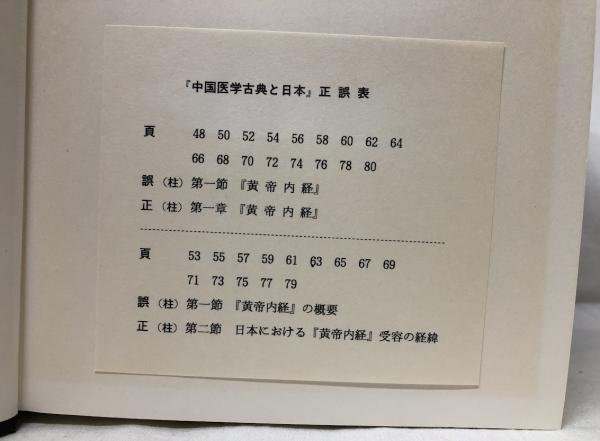 『中国医学古典と日本』正誤表
頁 48 50 52 54 56 58 60 62 64
66 68 70 72 74 76 78 80
誤（柱）第一節 『黄帝内経』
正（柱）第一章 『黄帝内経』
頁 53 55 57 59 61 63 65 67 69
71 73 75 77 79
誤（柱）第一節 『黄帝内経』の概要
正（柱）第二節 日本における『黄帝内経』受容の経緯